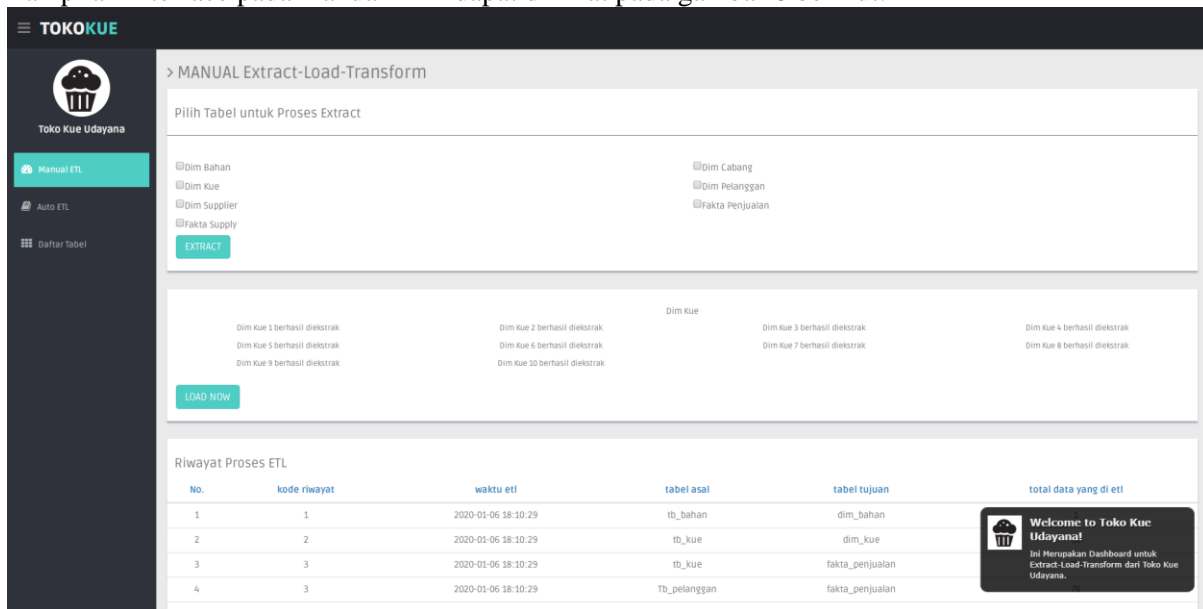 TOKOKUE
Toko Kue Udayana
Manual ETL
Auto ETL
Daftar Tabel
> MANUAL Extract-Load-Transform
Pilih Tabel untuk Proses Extract
Dim Bahan
Dim Kue
Dim Supplier
Fakta Supply
Dim Cabang
Dim Pelanggan
Fakta Penjualan
EXTRACT
Dim Kue
Dim Kue 1 berhasil diekstrak Dim Kue 2 berhasil diekstrak Dim Kue 3 berhasil diekstrak Dim Kue 4 berhasil diekstrak
Dim Kue 5 berhasil diekstrak Dim Kue 6 berhasil diekstrak Dim Kue 7 berhasil diekstrak Dim Kue 8 berhasil diekstrak
Dim Kue 9 berhasil diekstrak Dim Kue 10 berhasil diekstrak
LOAD NOW
Riwayat Proses ETL
No. kode riwayat waktu etl tabel asal tabel tujuan total data yang di etl
1 1 2020-01-06 18:10:29 tb_bahan dim_bahan
2 2 2020-01-06 18:10:29 tb_kue dim_kue
3 3 2020-01-06 18:10:29 tb_kue fakta_penjualan
4 3 2020-01-06 18:10:29 Tb_pelanggan fakta_penjualan
Welcome to Toko Kue
Udayana!
Ini Merupakan Dashboard untuk
Extract-Load-Transform dari Toko Kue
Udayana.